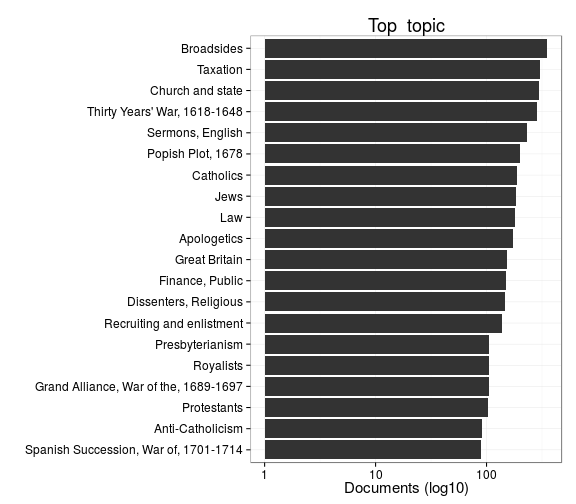 Top topic
Broadsides
Taxation
Church and state
Thirty Years' War, 1618-1648
Sermons, English
Popish Plot, 1678
Catholics
Jews
Law
Apologetics
Great Britain
Finance, Public
Dissenters, Religious
Recruiting and enlistment
Presbyterianism
Royalists
Grand Alliance, War of the, 1689-1697
Protestants
Anti-Catholicism
Spanish Succession, War of, 1701-1714
1 10 100
Documents (log10)